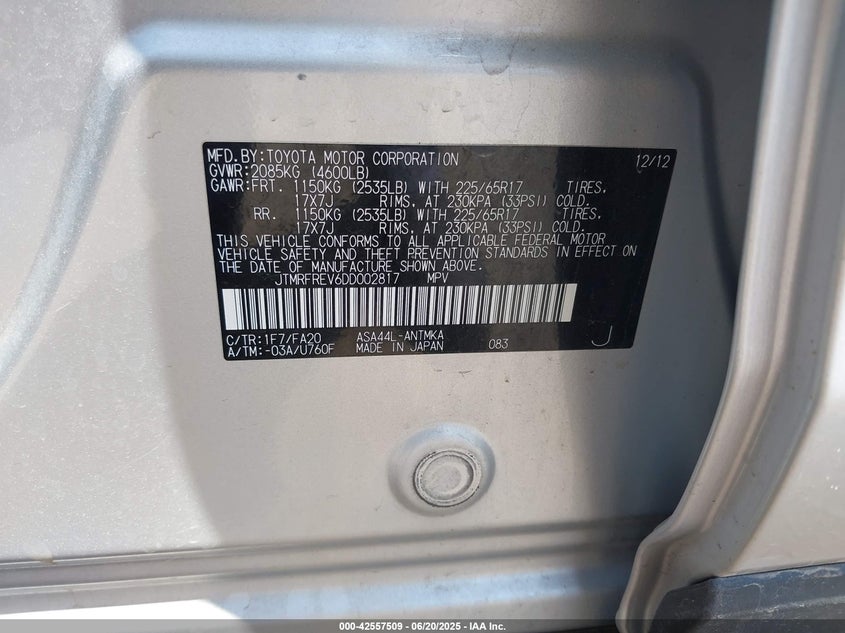 MFD.BY:TOYOTA MOTOR CORPORATION 12/12
GVWR:2085KG (4600LB)
GAWR:FRT. 1150KG (2535LB) WITH 225/65R17 TIRES,
17X7J RIMS, AT 230KPA (33PSI) COLD.
RR. 1150KG (2535LB) WITH 225/65R17 TIRES,
17X7J RIMS, AT 230KPA (33PSI) COLD.
THIS VEHICLE CONFORMS TO ALL APPLICABLE FEDERAL MOTOR
VEHICLE SAFETY AND THEFT PREVENTION STANDARDS IN EFFECT ON
THE DATE OF MANUFACTURE SHOWN ABOVE.
JTMRFREV6DD002817 MPV
C/TR:1F7/FA20 ASA44L-ANTMKA
A/TM:-03A/U760F MADE IN JAPAN 083 J
000-42557509 - 06/20/2025 - IAA Inc.